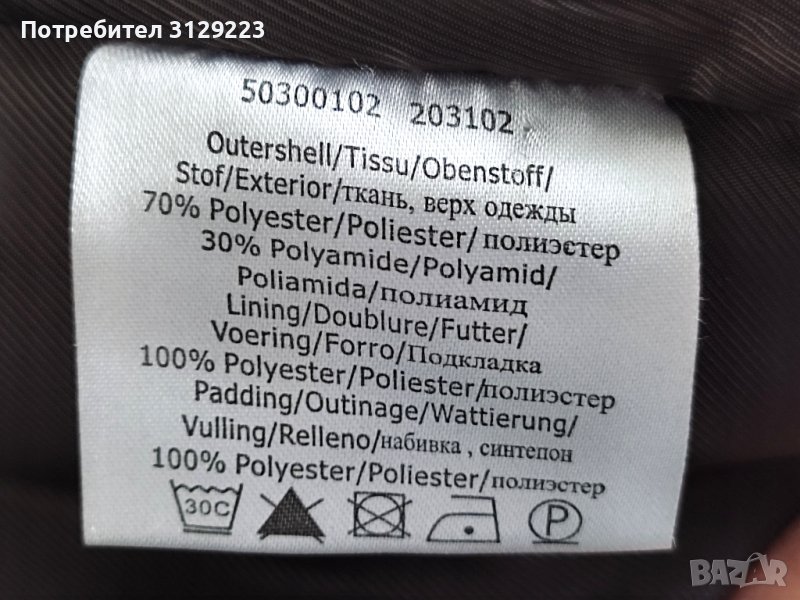 Потребител 3129223
50300102 203102
Outershell/Tissu/Obenstoff/
Stof/Exterior/ткань, верх одежды
70% Polyester/Poliester/полиэстер
30% Polyamide/Polyamid/
Poliamida/полиамид
Lining/Doublure/Futter/
Voering/Forro/Подкладка
100% Polyester/Poliester/полиэстер
Padding/Outinage/Wattierung/
Vulling/Relleno/набивка, синтепон
100% Polyester/Poliester/полиэстер
30C P
BAZAR